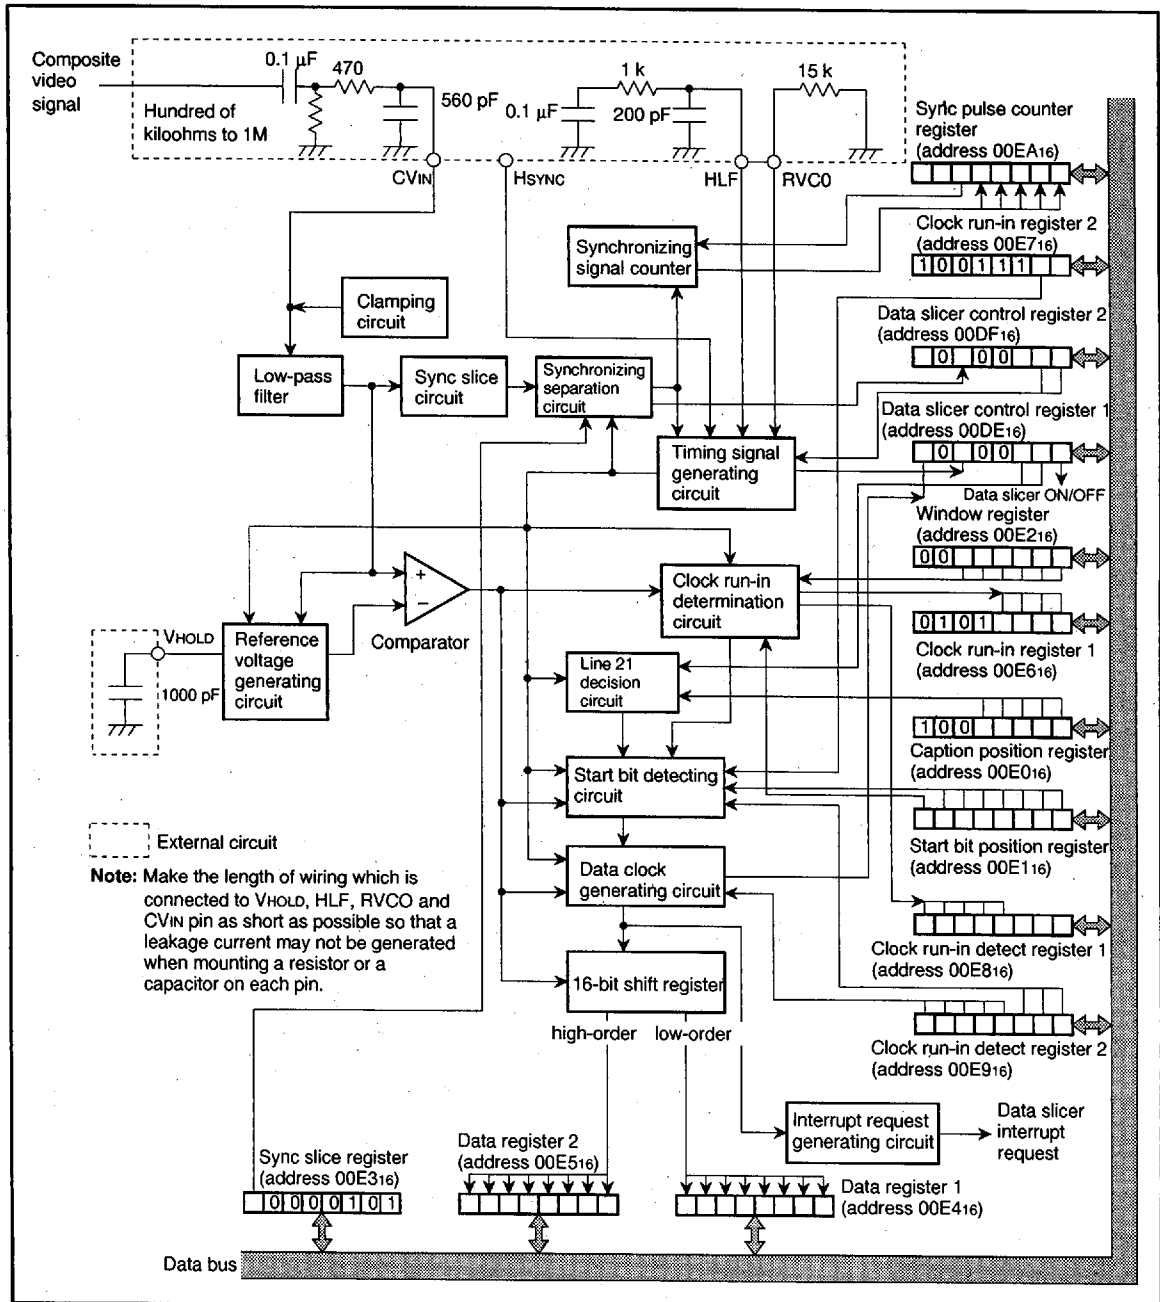 Composite
video
signal
0.1 µF
470
560 pF
Hundred of
kiloohms to 1M
1 k
0.1 µF
200 pF
15 k
CVIN
HSYNC
HLF
RVC0
Sync pulse counter
register
(address 00EA16)
Synchronizing
signal counter
Clock run-in register 2
(address 00E716)
1 0 0 1 1 1
Clamping
circuit
Data slicer control register 2
(address 00DF16)
0 0 0
Low-pass
filter
Sync slice
circuit
Synchronizing
separation
circuit
Data slicer control register 1
(address 00DE16)
0 0 0
Timing signal
generating
circuit
Data slicer ON/OFF
Window register
(address 00E216)
0 0
+
−
Comparator
Clock run-in
determination
circuit
0 1 0 1
Clock run-in register 1
(address 00E616)
VHOLD
1000 pF
Reference
voltage
generating
circuit
Line 21
decision
circuit
1 0 0
Caption position register
(address 00E016)
Start bit detecting
circuit
Start bit position register
(address 00E116)
External circuit
Note: Make the length of wiring which is
connected to VHOLD, HLF, RVCO and
CVIN pin as short as possible so that a
leakage current may not be generated
when mounting a resistor or a
capacitor on each pin.
Data clock
generating circuit
Clock run-in detect register 1
(address 00E816)
16-bit shift register
high-order
low-order
Clock run-in detect register 2
(address 00E916)
Interrupt request
generating circuit
Data slicer
interrupt
request
Sync slice register
(address 00E316)
0 0 0 0 1 0 1
Data register 2
(address 00E516)
Data register 1
(address 00E416)
Data bus